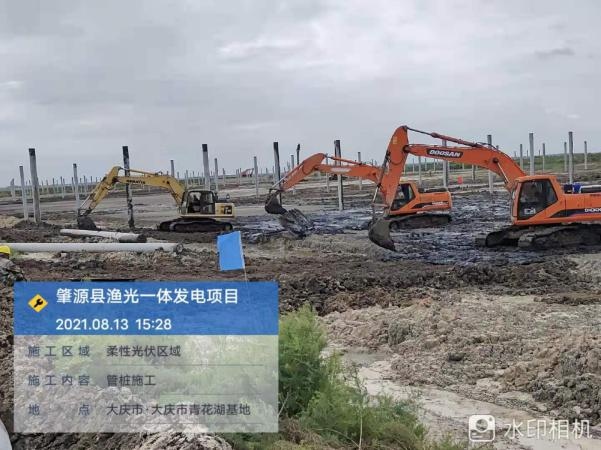 DOOSAN
肇源县渔光一体发电项目
2021.08.13 15:28
施工区域 柔性光伏区域
施工内容 管桩施工
地点 大庆市·大庆市青花湖基地
水印相机